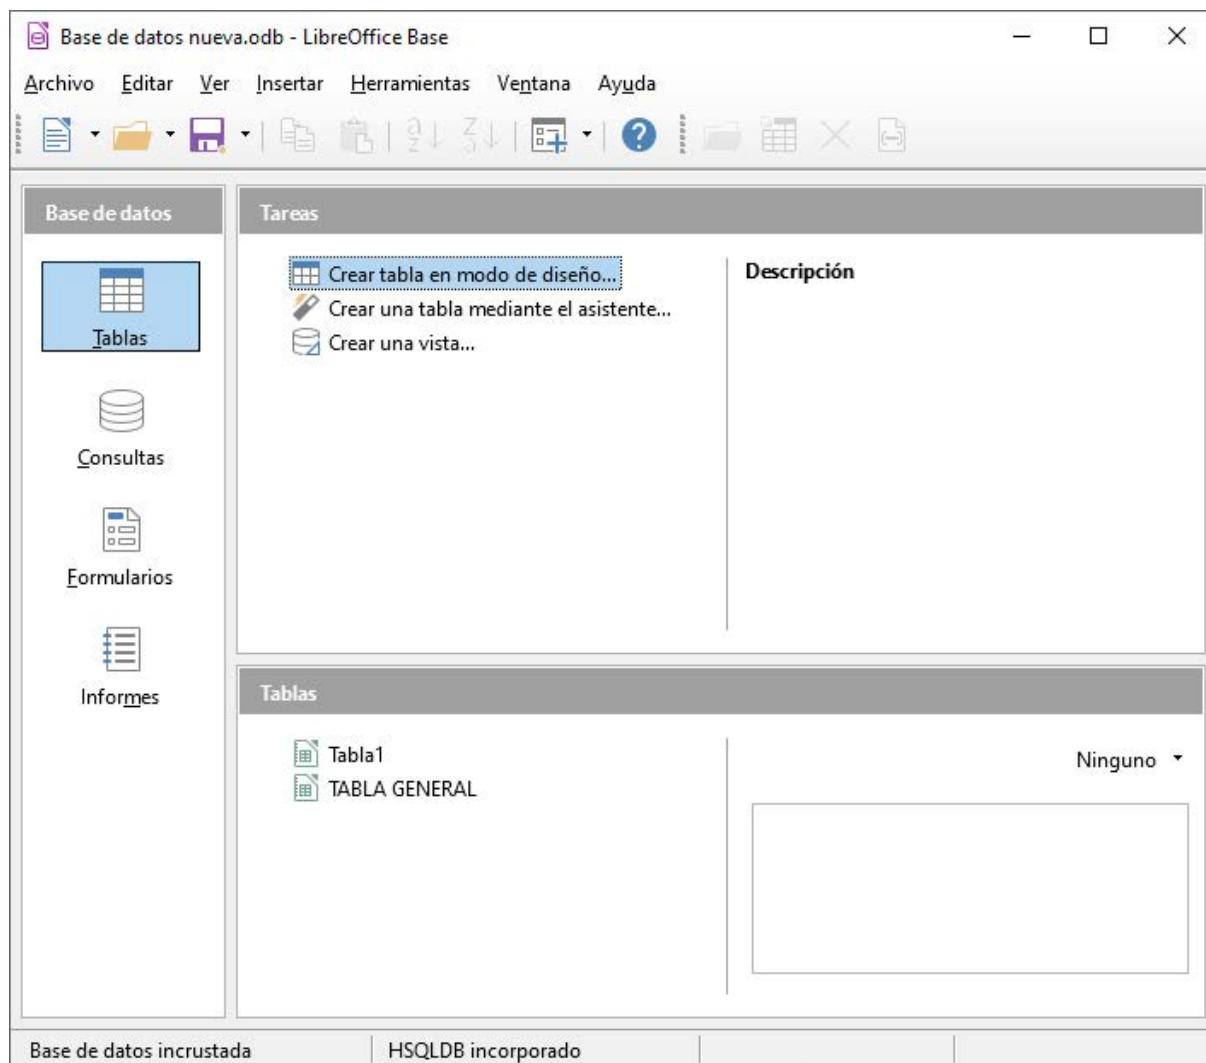 Base de datos nueva.odb - LibreOffice Base
Archivo Editar Ver Insertar Herramientas Ventana Ayuda
Base de datos
Tablas
Consultas
Formularios
Informes
Tareas
Crear tabla en modo de diseño...
Crear una tabla mediante el asistente...
Crear una vista...
Descripción
Tablas
Tabla1
TABLA GENERAL
Ninguno
Base de datos incrustada
HSQLDB incorporado